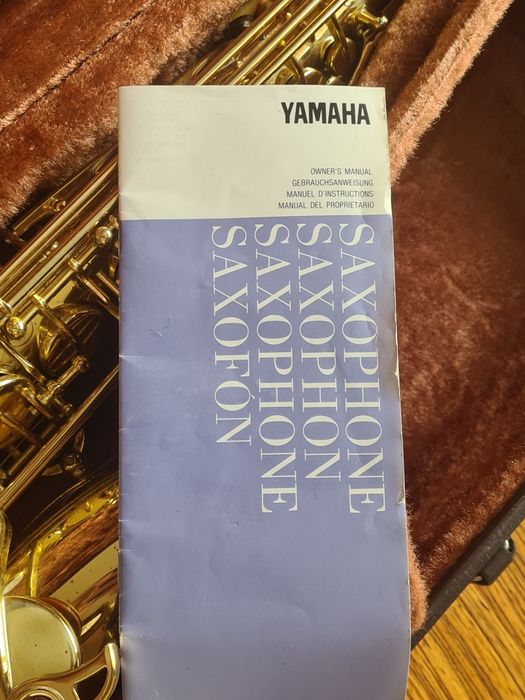 YAMAHA
OWNER'S MANUAL
GEBRAUCHSANWEISUNG
MANUEL D'INSTRUCTIONS
MANUAL DEL PROPRIETARIO
SAXOPHONE
SAXOPHON
SAXOPHONE
SAXOFÓN